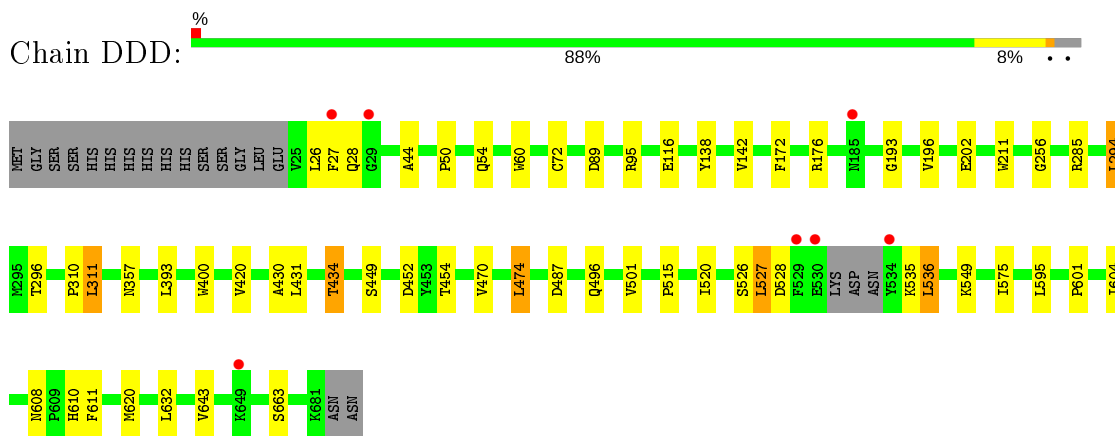 %
Chain DDD:
88% 8% • •
MET GLY SER SER HIS HIS HIS HIS HIS HIS SER SER GLY LEU GLU V25 L26 F27 Q28 G29 A44 P50 Q54 W60 C72 D89 R95 E116 Y138 V142 F172 R176 N185 G193 V196 E202 W211 G256 R285
M295 T296 P310 L311 N357 L393 W400 V420 A430 L431 T434 S449 D452 Y453 T454 V470 L474 D487 Q496 V501 P515 I520 S526 L527 D528 F529 E530 LYS ASP ASN Y534 K535 L536 K549 I575 L595 P601
N608 P609 H610 F611 M620 L632 V643 K649 S663 K681 ASN ASN